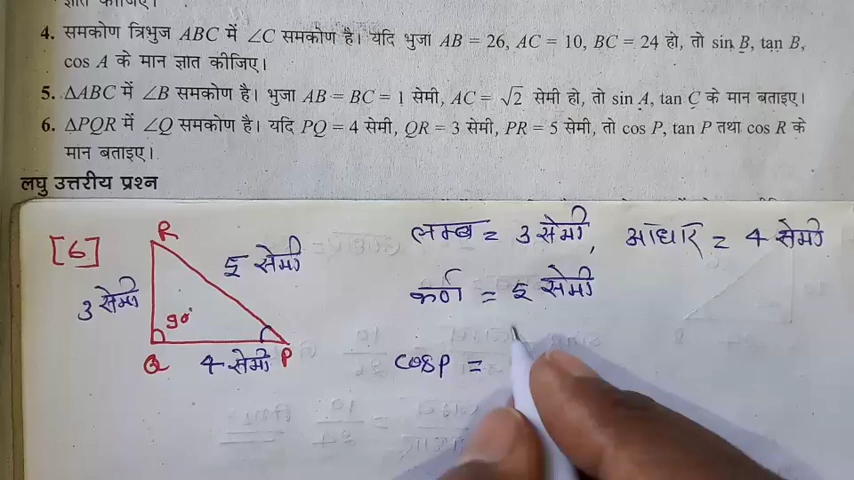 4. समकोण त्रिभुज ABC में ∠C समकोण है। यदि भुजा AB = 26, AC = 10, BC = 24 हो, तो sin B, tan B,
cos A के मान ज्ञात कीजिए।
5. ΔABC में ∠B समकोण है। भुजा AB = BC = 1 सेमी, AC = √2 सेमी हो, तो sin A, tan C के मान बताइए।
6. ΔPQR में ∠Q समकोण है। यदि PQ = 4 सेमी, QR = 3 सेमी, PR = 5 सेमी, तो cos P, tan P तथा cos R के
मान बताइए।
लघु उत्तरीय प्रश्न
[6]
R
5 सेमी
3 सेमी
90°
Q
4 सेमी
P
लम्ब = 3 सेमी, आधार = 4 सेमी
कर्ण = 5 सेमी
cosP =